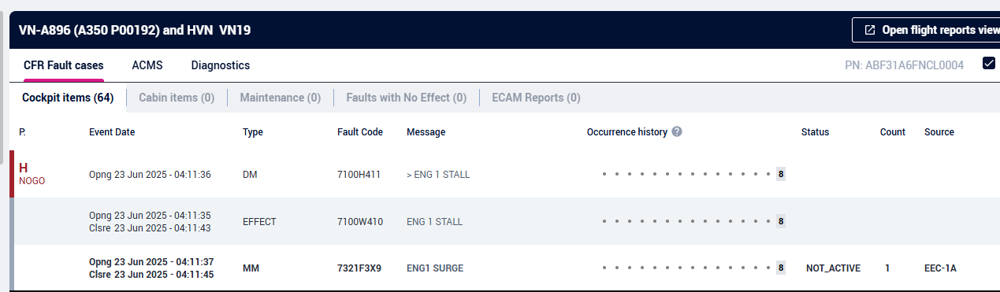 VN-A896 (A350 P00192) and HVN  VN19
Open flight reports view
CFR Fault cases ACMS Diagnostics PN: ABF31A6FNCL0004
Cockpit items (64) Cabin items (0) Maintenance (0) Faults with No Effect (0) ECAM Reports (0)
P. Event Date Type Fault Code Message Occurrence history ? Status Count Source
H
NOGO
Opng 23 Jun 2025 - 04:11:36 DM 7100H411 > ENG 1 STALL 8
Opng 23 Jun 2025 - 04:11:35
Clsre 23 Jun 2025 - 04:11:43
EFFECT 7100W410 ENG 1 STALL 8
Opng 23 Jun 2025 - 04:11:37
Clsre 23 Jun 2025 - 04:11:45
MM 7321F3X9 ENG1 SURGE 8 NOT_ACTIVE 1 EEC-1A